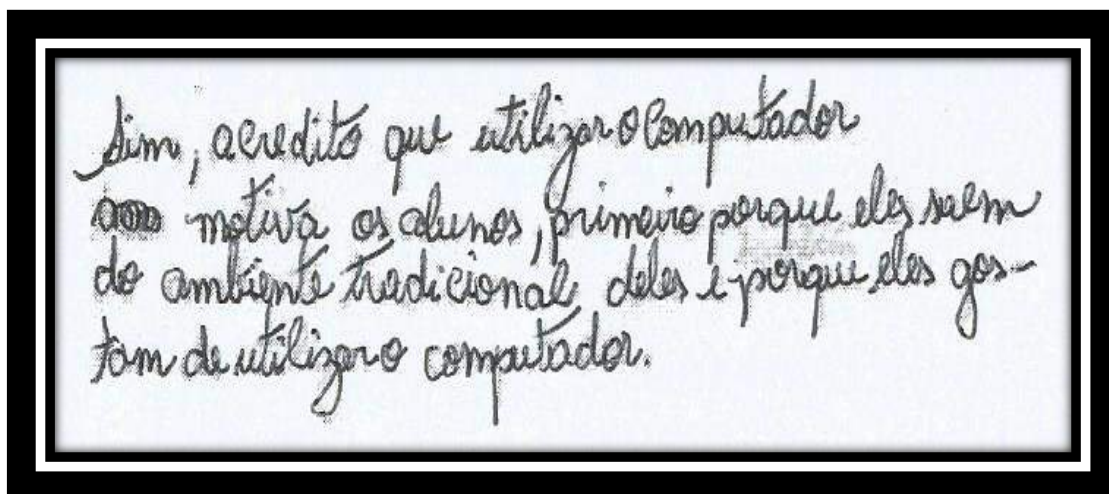 Sim, acredito que utilizar o computador
motiva os alunos, primeiro porque eles saem
do ambiente tradicional deles e porque eles gos-
tam de utilizar o computador.